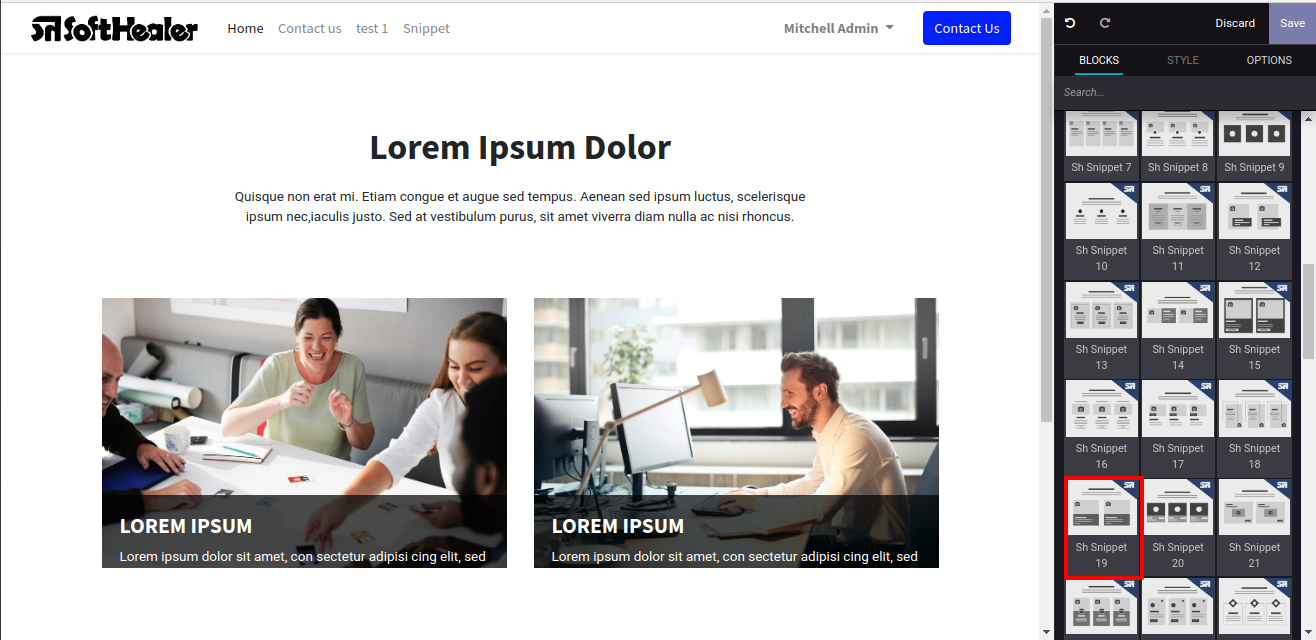 SoftHealer Home Contact us test 1 Snippet Mitchell Admin Contact Us
Discard Save
BLOCKS STYLE OPTIONS
Search...
Lorem Ipsum Dolor
Quisque non erat mi. Etiam congue et augue sed tempus. Aenean sed ipsum luctus, scelerisque
ipsum nec,iaculis justo. Sed at vestibulum purus, sit amet viverra diam nulla ac nisi rhoncus.
LOREM IPSUM
Lorem ipsum dolor sit amet, con sectetur adipisi cing elit, sed
LOREM IPSUM
Lorem ipsum dolor sit amet, con sectetur adipisi cing elit, sed
Sh Snippet 7 Sh Snippet 8 Sh Snippet 9
Sh Snippet
10
Sh Snippet
11
Sh Snippet
12
Sh Snippet
13
Sh Snippet
14
Sh Snippet
15
Sh Snippet
16
Sh Snippet
17
Sh Snippet
18
Sh Snippet
19
Sh Snippet
20
Sh Snippet
21